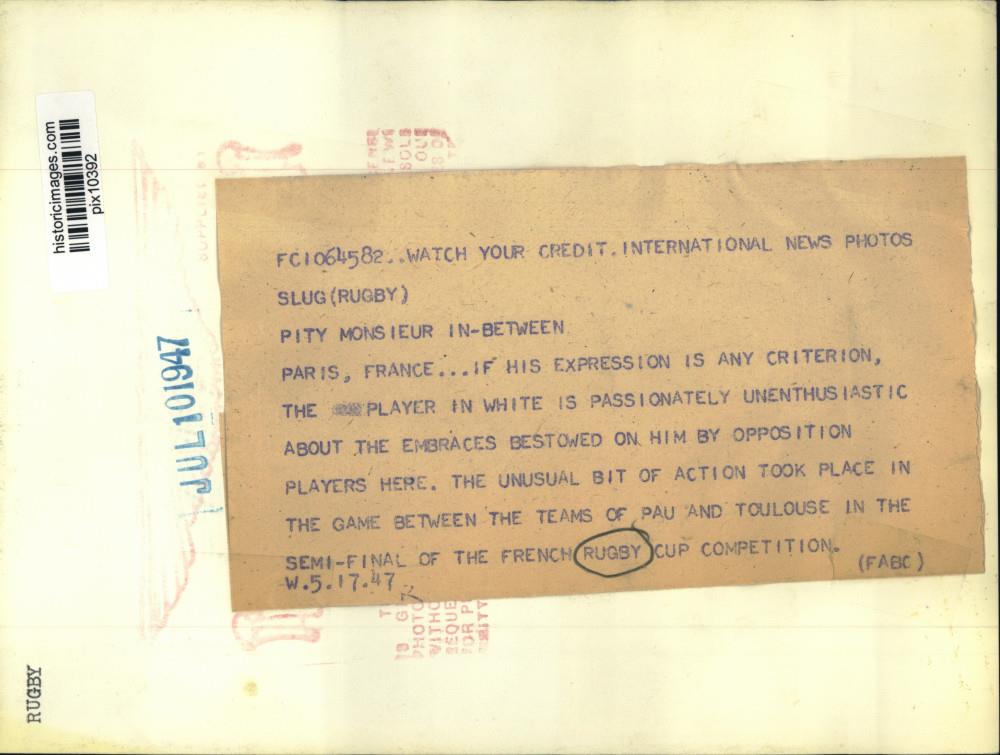 historicimages.com
pix10392
JUL 101947
RUGBY
FC1064582..WATCH YOUR CREDIT.INTERNATIONAL NEWS PHOTOS
SLUG(RUGBY)
PITY MONSIEUR IN-BETWEEN
PARIS, FRANCE...IF HIS EXPRESSION IS ANY CRITERION,
THE PLAYER IN WHITE IS PASSIONATELY UNENTHUSIASTIC
ABOUT THE EMBRACES BESTOWED ON HIM BY OPPOSITION
PLAYERS HERE. THE UNUSUAL BIT OF ACTION TOOK PLACE IN
THE GAME BETWEEN THE TEAMS OF PAU AND TOULOUSE IN THE
SEMI-FINAL OF THE FRENCH RUGBY CUP COMPETITION.
(FABC)
W.5.17.47